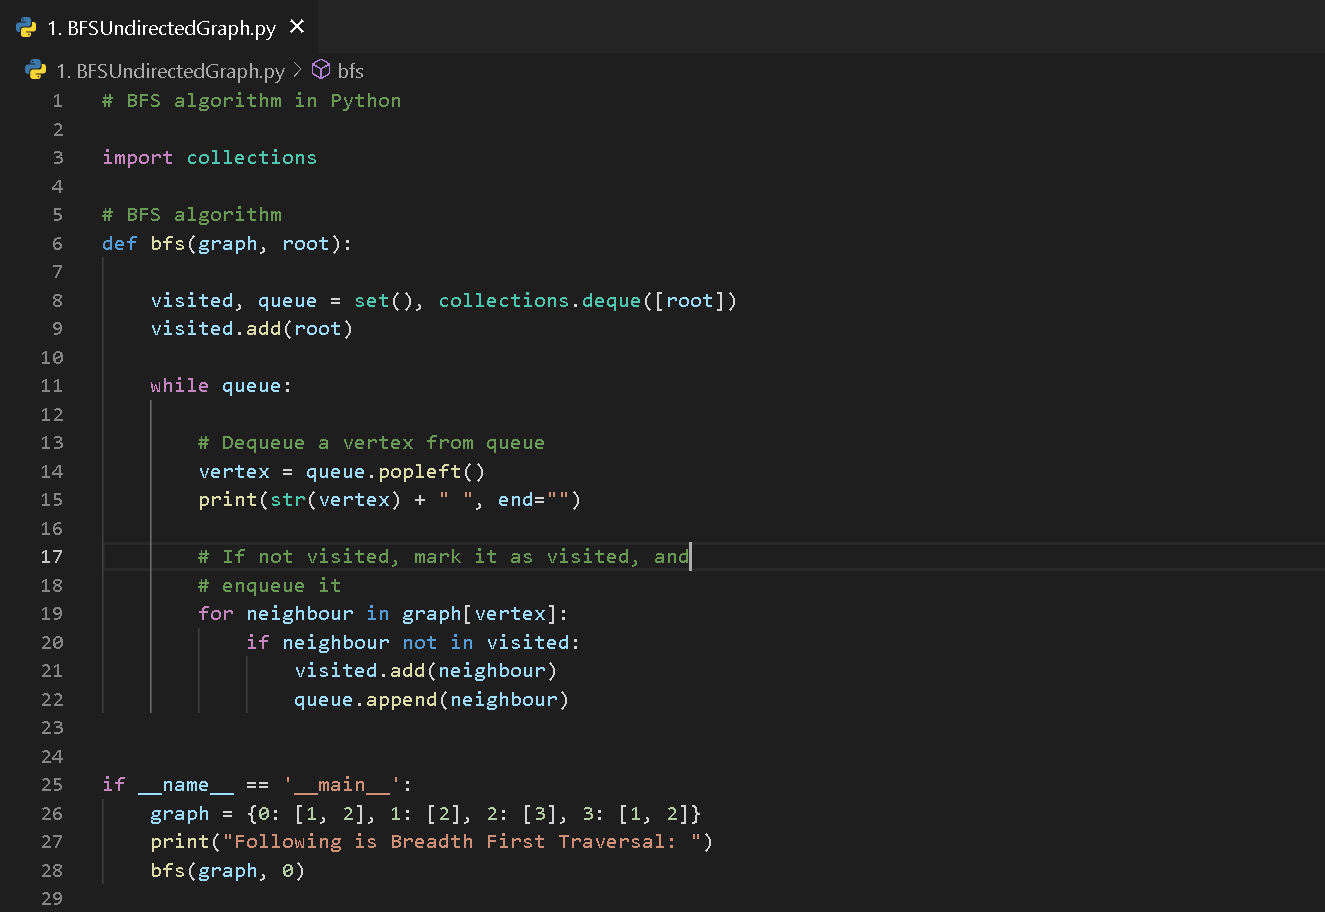 1. BFSUndirectedGraph.py ×
1. BFSUndirectedGraph.py > bfs
1 # BFS algorithm in Python
2
3 import collections
4
5 # BFS algorithm
6 def bfs(graph, root):
7
8     visited, queue = set(), collections.deque([root])
9     visited.add(root)
10
11     while queue:
12
13         # Dequeue a vertex from queue
14         vertex = queue.popleft()
15         print(str(vertex) + " ", end="")
16
17         # If not visited, mark it as visited, and
18         # enqueue it
19         for neighbour in graph[vertex]:
20             if neighbour not in visited:
21                 visited.add(neighbour)
22                 queue.append(neighbour)
23
24
25 if __name__ == '__main__':
26     graph = {0: [1, 2], 1: [2], 2: [3], 3: [1, 2]}
27     print("Following is Breadth First Traversal: ")
28     bfs(graph, 0)
29